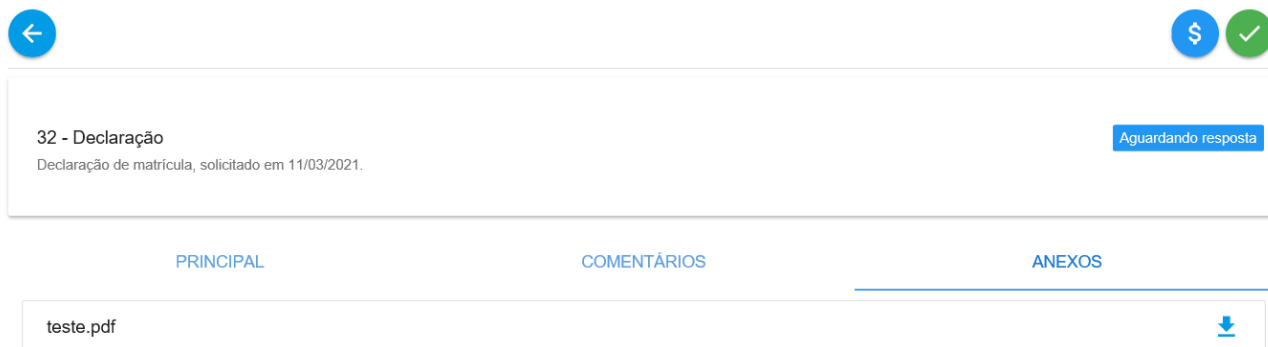 $
32 - Declaração
Aguardando resposta
Declaração de matrícula, solicitado em 11/03/2021.
PRINCIPAL
COMENTÁRIOS
ANEXOS
teste.pdf